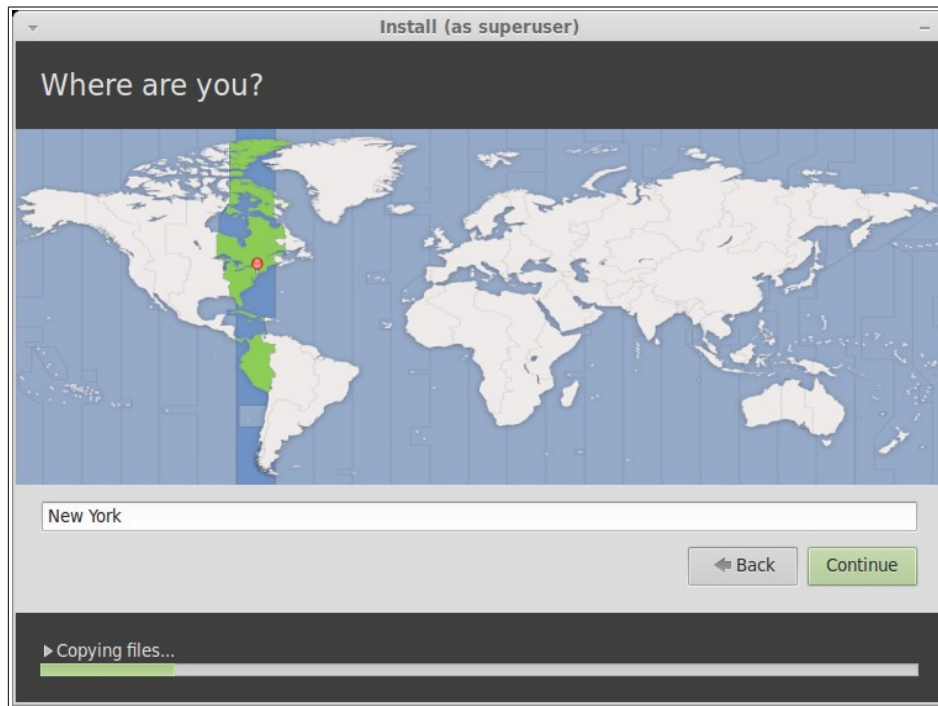 Install (as superuser)
Where are you?
New York
Back
Continue
Copying files...